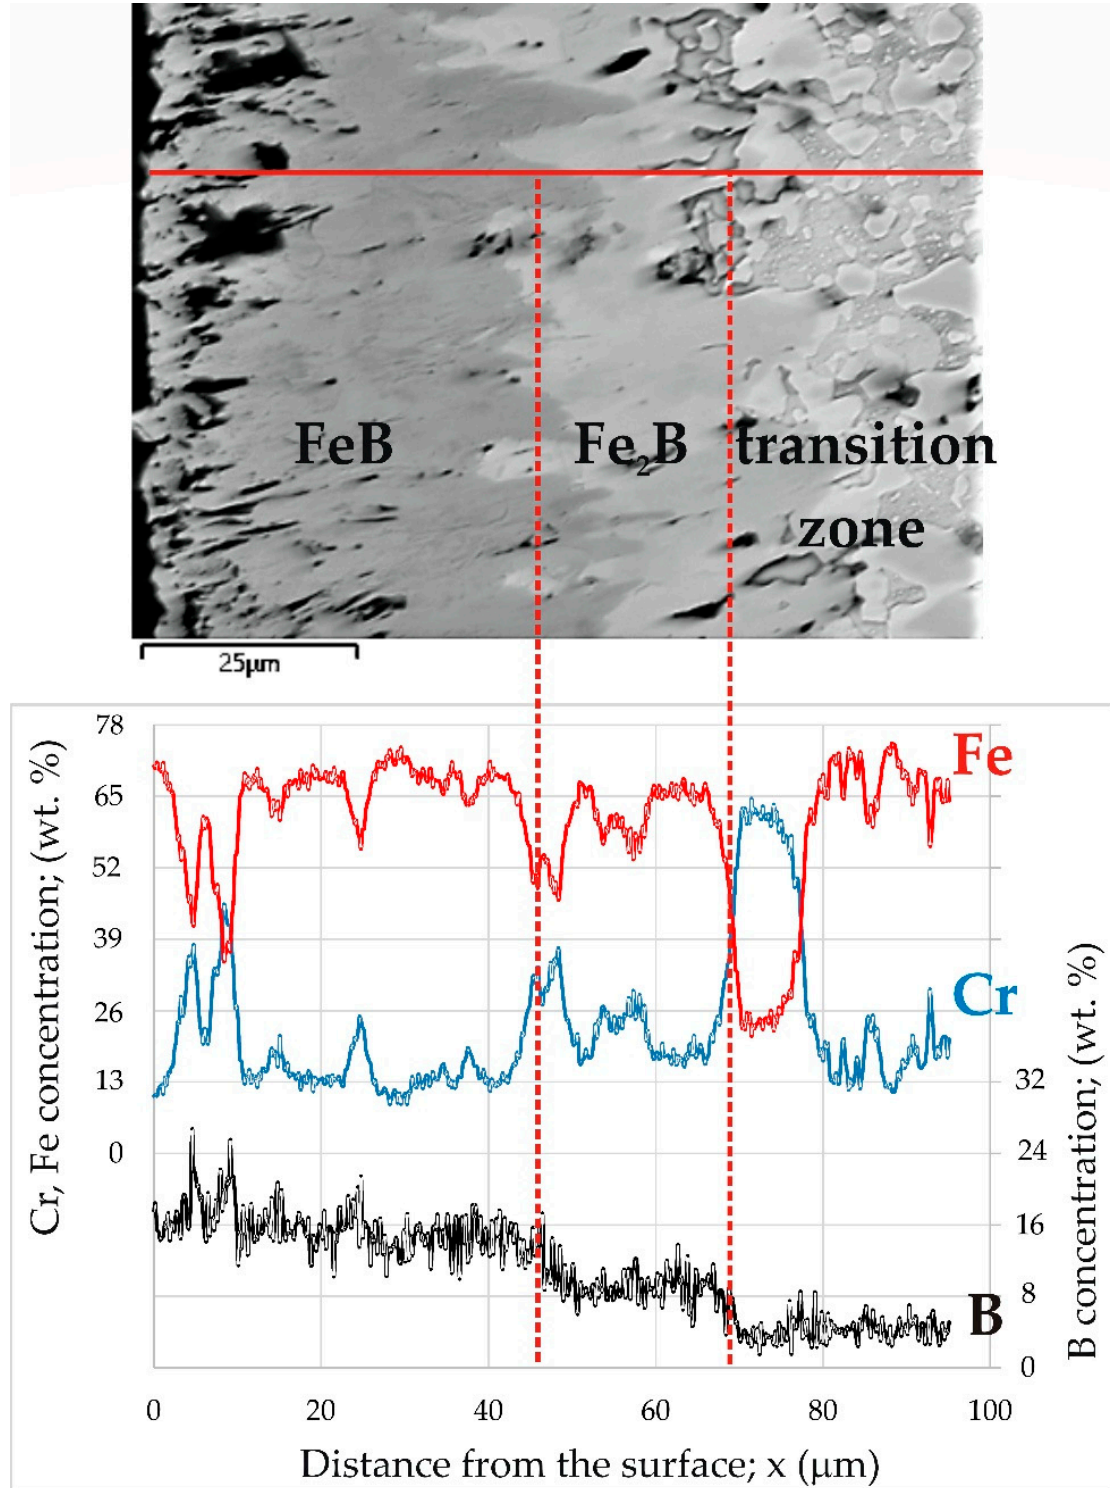 FeB
Fe₂B
transition
zone
25µm
Cr, Fe concentration; (wt. %)
78
65
52
39
26
13
0
Fe
Cr
B
32
24
16
8
0
B concentration; (wt. %)
0 20 40 60 80 100
Distance from the surface; x (µm)